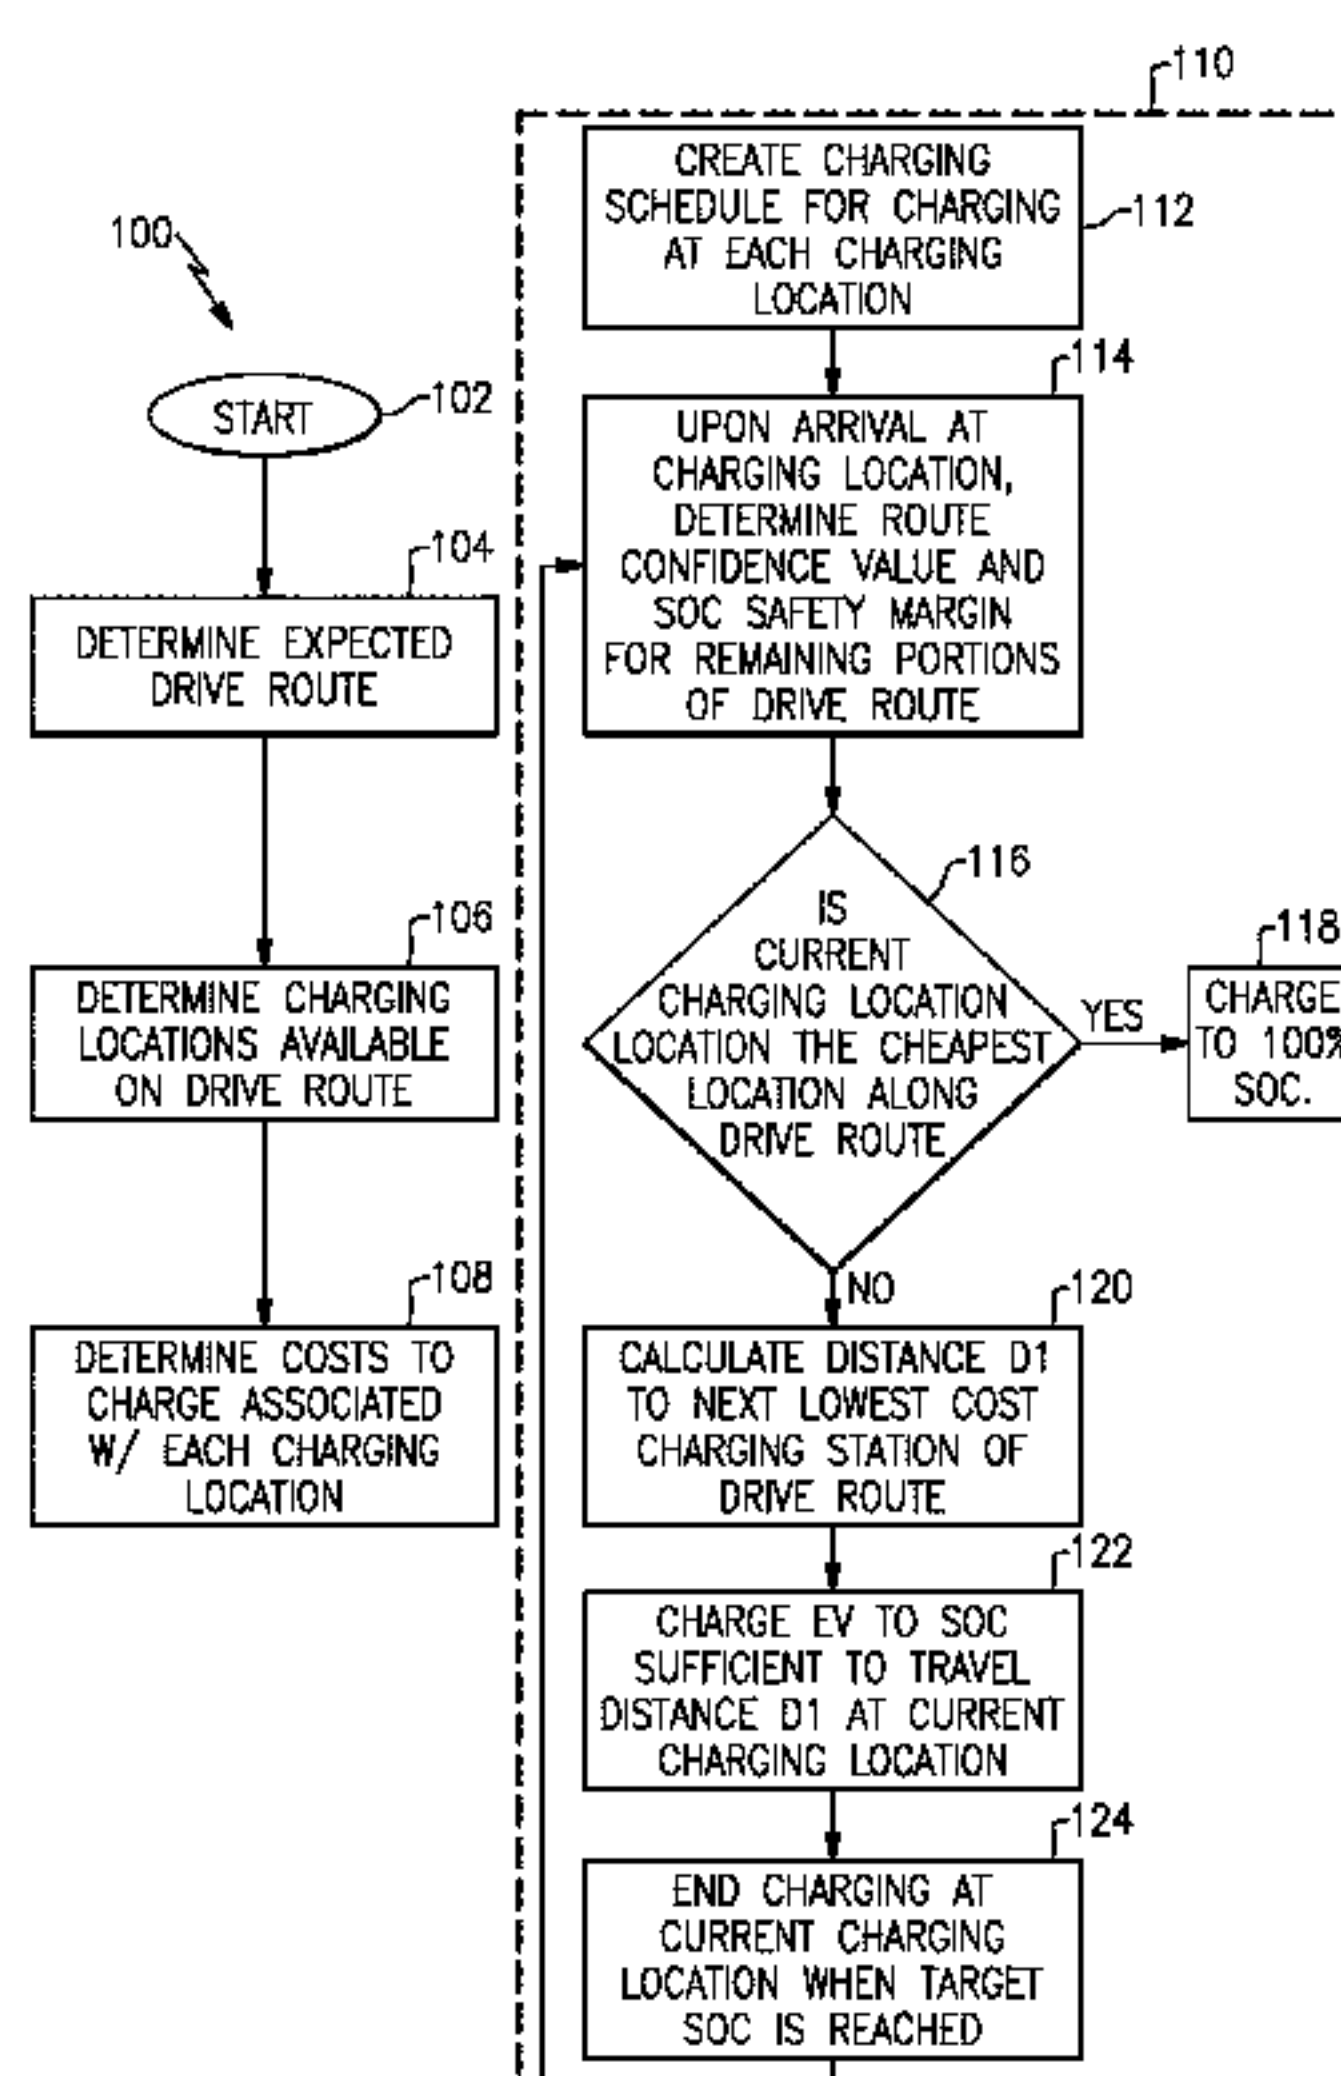 100
START
102
104
DETERMINE EXPECTED
DRIVE ROUTE
106
DETERMINE CHARGING
LOCATIONS AVAILABLE
ON DRIVE ROUTE
108
DETERMINE COSTS TO
CHARGE ASSOCIATED
W/ EACH CHARGING
LOCATION
110
CREATE CHARGING
SCHEDULE FOR CHARGING
AT EACH CHARGING
LOCATION
112
114
UPON ARRIVAL AT
CHARGING LOCATION,
DETERMINE ROUTE
CONFIDENCE VALUE AND
SOC SAFETY MARGIN
FOR REMAINING PORTIONS
OF DRIVE ROUTE
116
IS
CURRENT
CHARGING LOCATION
LOCATION THE CHEAPEST
LOCATION ALONG
DRIVE ROUTE
YES
118
CHARGE
TO 100%
SOC.
NO
120
CALCULATE DISTANCE D1
TO NEXT LOWEST COST
CHARGING STATION OF
DRIVE ROUTE
122
CHARGE EV TO SOC
SUFFICIENT TO TRAVEL
DISTANCE D1 AT CURRENT
CHARGING LOCATION
124
END CHARGING AT
CURRENT CHARGING
LOCATION WHEN TARGET
SOC IS REACHED